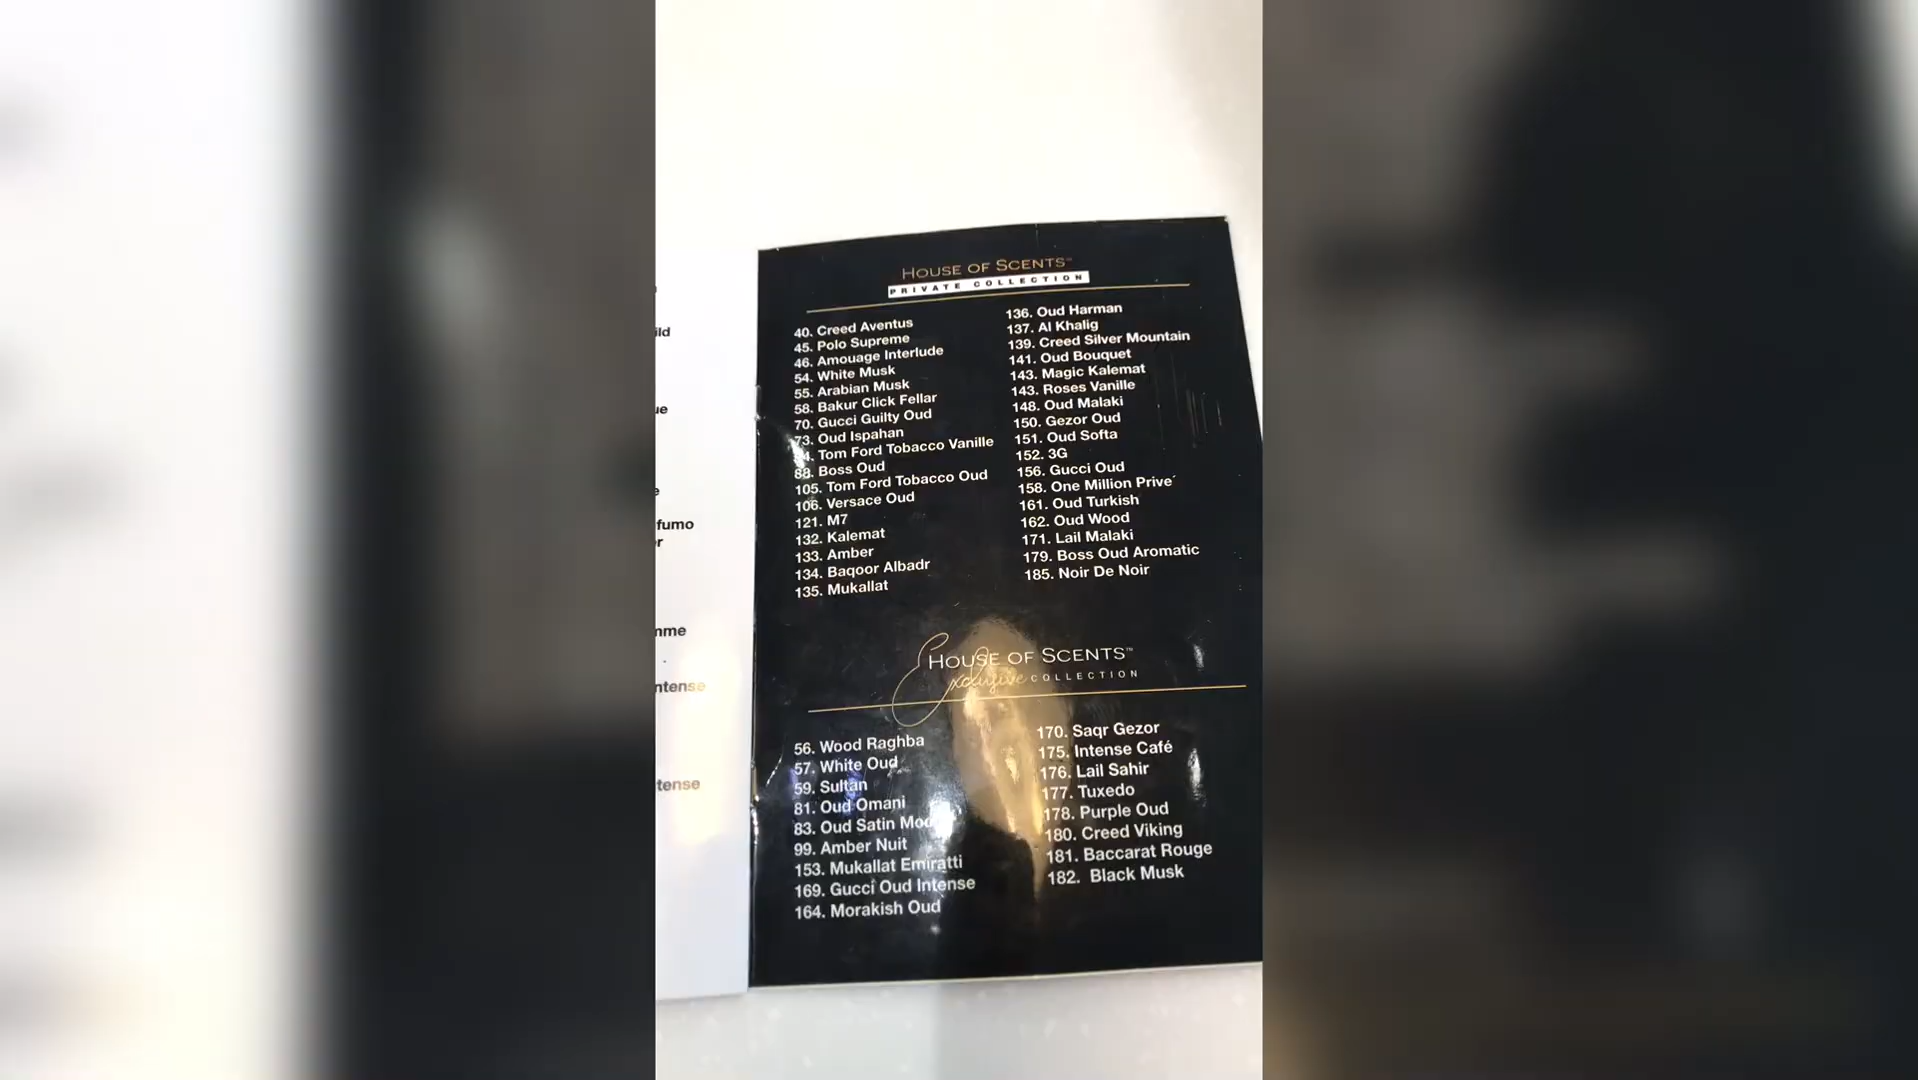 ild
ue
e
fumo
r
mme
ntense
tense
HOUSE OF SCENTS™
PRIVATE COLLECTION
40. Creed Aventus
45. Polo Supreme
46. Amouage Interlude
54. White Musk
55. Arabian Musk
58. Bakur Click Fellar
70. Gucci Guilty Oud
73. Oud Ispahan
4. Tom Ford Tobacco Vanille
88. Boss Oud
105. Tom Ford Tobacco Oud
106. Versace Oud
121. M7
132. Kalemat
133. Amber
134. Baqoor Albadr
135. Mukallat
136. Oud Harman
137. Al Khalig
139. Creed Silver Mountain
141. Oud Bouquet
143. Magic Kalemat
143. Roses Vanille
148. Oud Malaki
150. Gezor Oud
151. Oud Softa
152. 3G
156. Gucci Oud
158. One Million Prive´
161. Oud Turkish
162. Oud Wood
171. Lail Malaki
179. Boss Oud Aromatic
185. Noir De Noir
HOUSE OF SCENTS™
Exclusive COLLECTION
56. Wood Raghba
57. White Oud
59. Sultan
81. Oud Omani
83. Oud Satin Moo
99. Amber Nuit
153. Mukallat Emiratti
169. Gucci Oud Intense
164. Morakish Oud
170. Saqr Gezor
175. Intense Café
176. Lail Sahir
177. Tuxedo
178. Purple Oud
180. Creed Viking
181. Baccarat Rouge
182. Black Musk